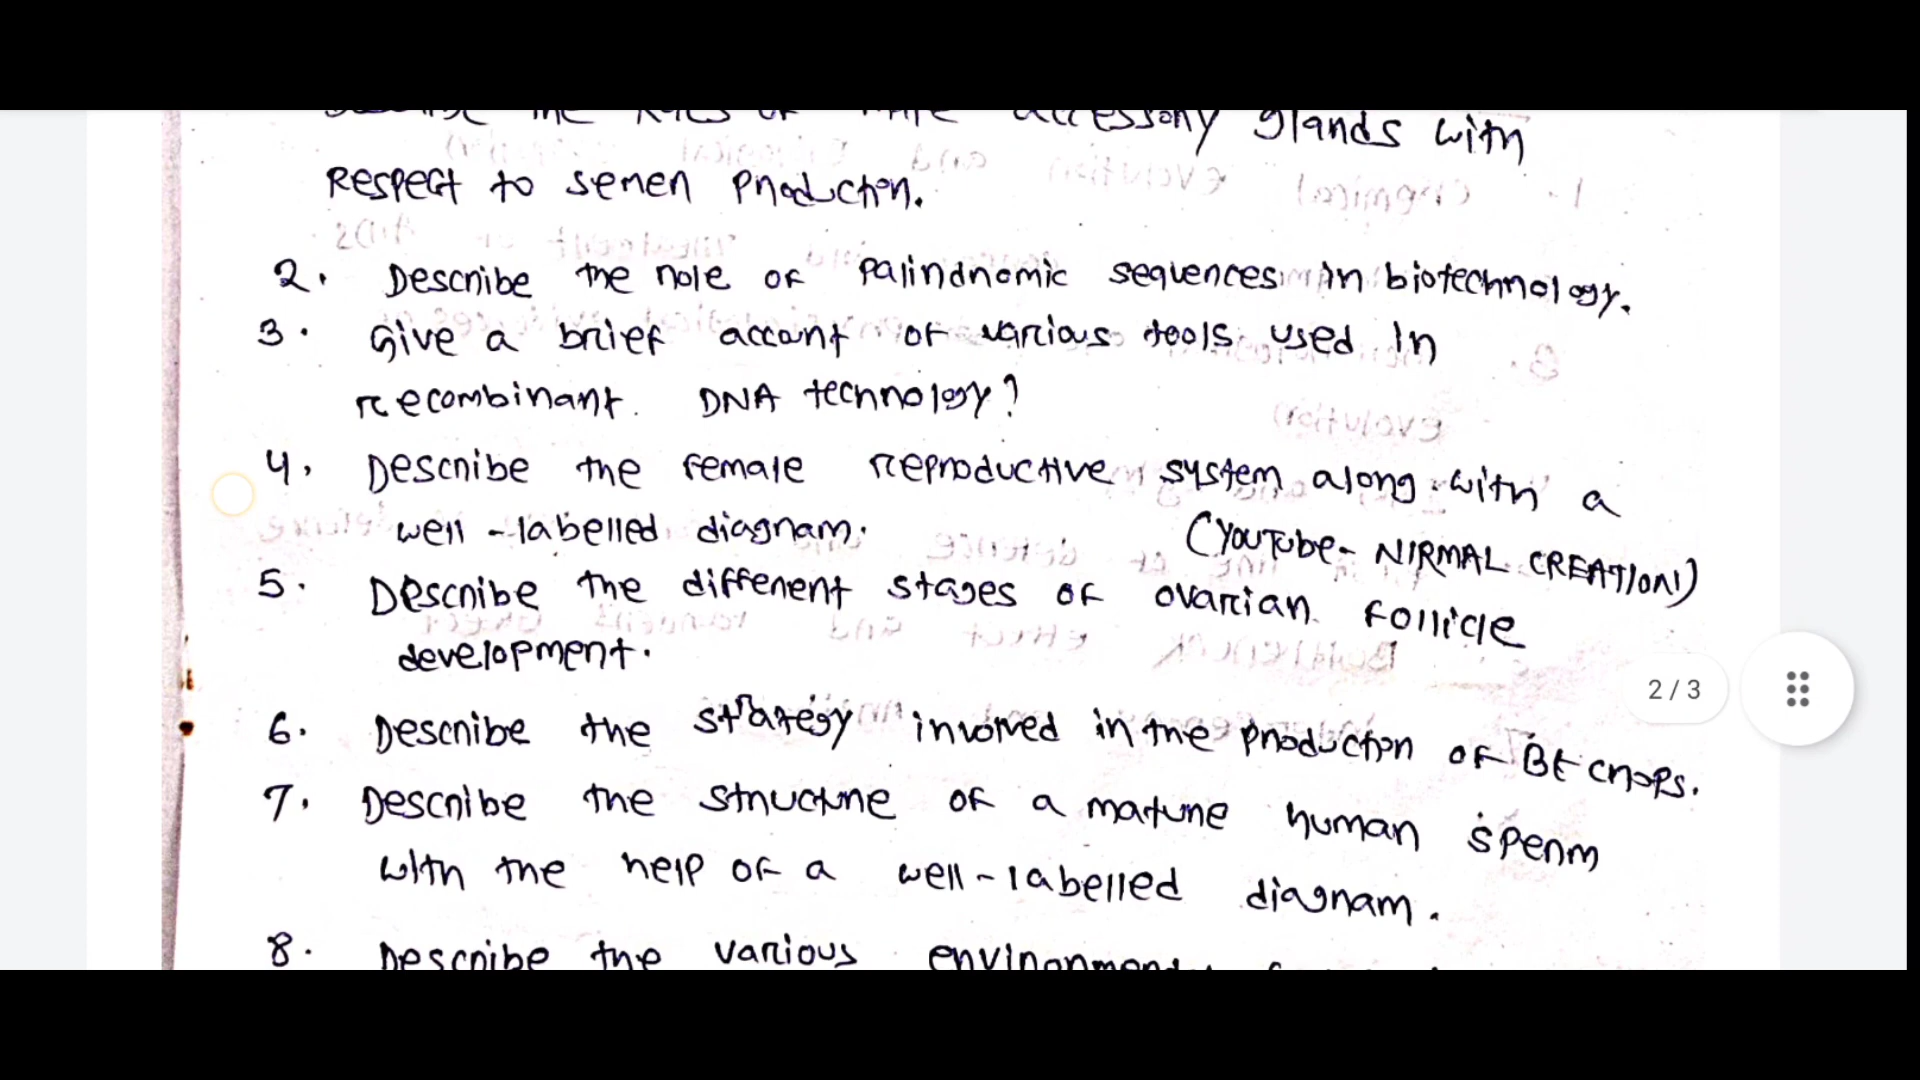 the Roles of accessory glands with
Respect to semen production.
2. Describe the role of palindromic sequences in biotechnology.
3. Give a brief account of various tools used in
recombinant DNA technology?
4. Describe the female reproductive system along with a
well-labelled diagram.
(YouTube- NIRMAL CREATION)
5. Describe the different stages of ovarian follicle
development.
6. Describe the strategy involved in the production of Bt crops.
2 / 3
7. Describe the structure of a mature human sperm
with the help of a well-labelled diagram.
8. Describe the various